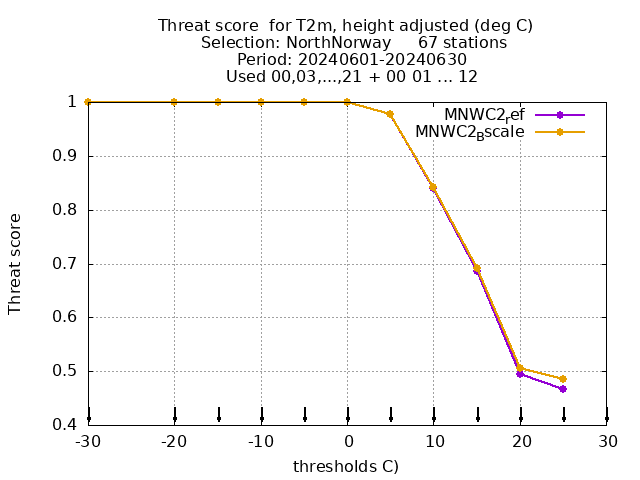 Threat score  for T2m, height adjusted (deg C)
Selection: NorthNorway     67 stations
Period: 20240601-20240630
Used 00,03,...,21 + 00 01 ... 12
MNWC2ref
MNWC2Bscale
Threat score
1
0.9
0.8
0.7
0.6
0.5
0.4
-30 -20 -10 0 10 20 30
thresholds C)